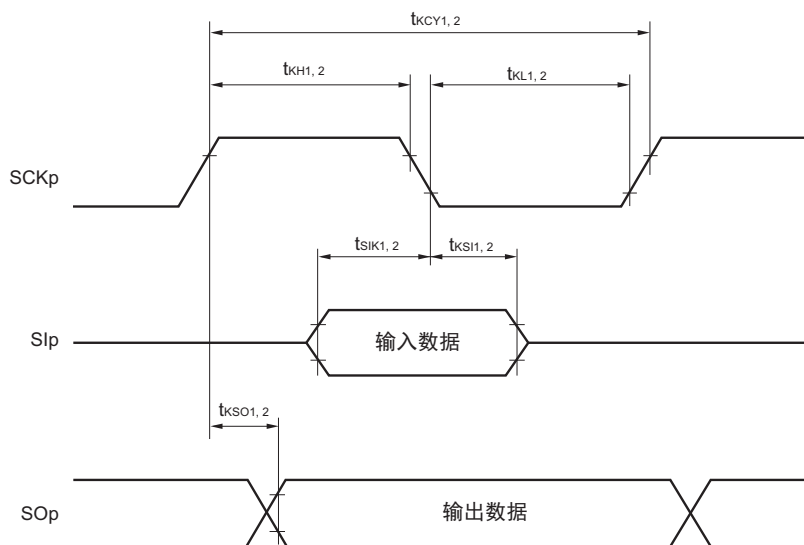 tKCY1, 2
tKH1, 2
tKL1, 2
SCKp
tSIK1, 2
tKSI1, 2
SIp
输入数据
tKSO1, 2
SOp
输出数据